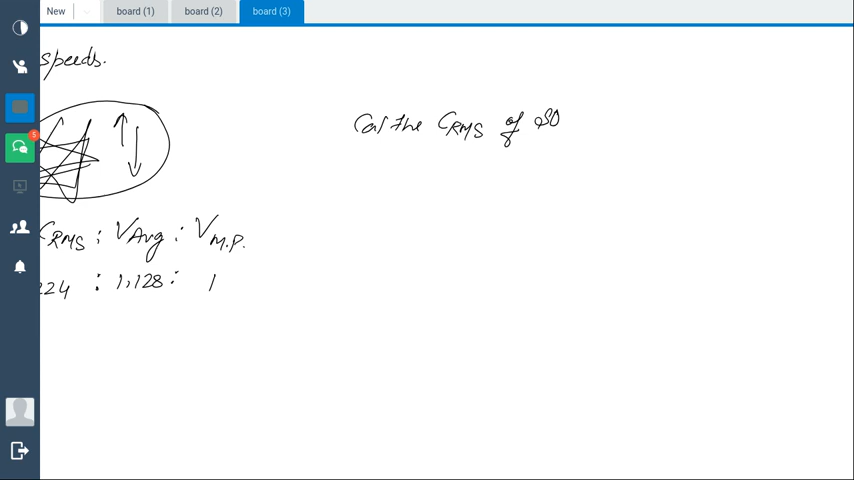 New
board (1)
board (2)
board (3)
5
speeds.
Cal the CRMS of SO
CRMS : VAvg : VM.P.
224 : 1,128 : 1